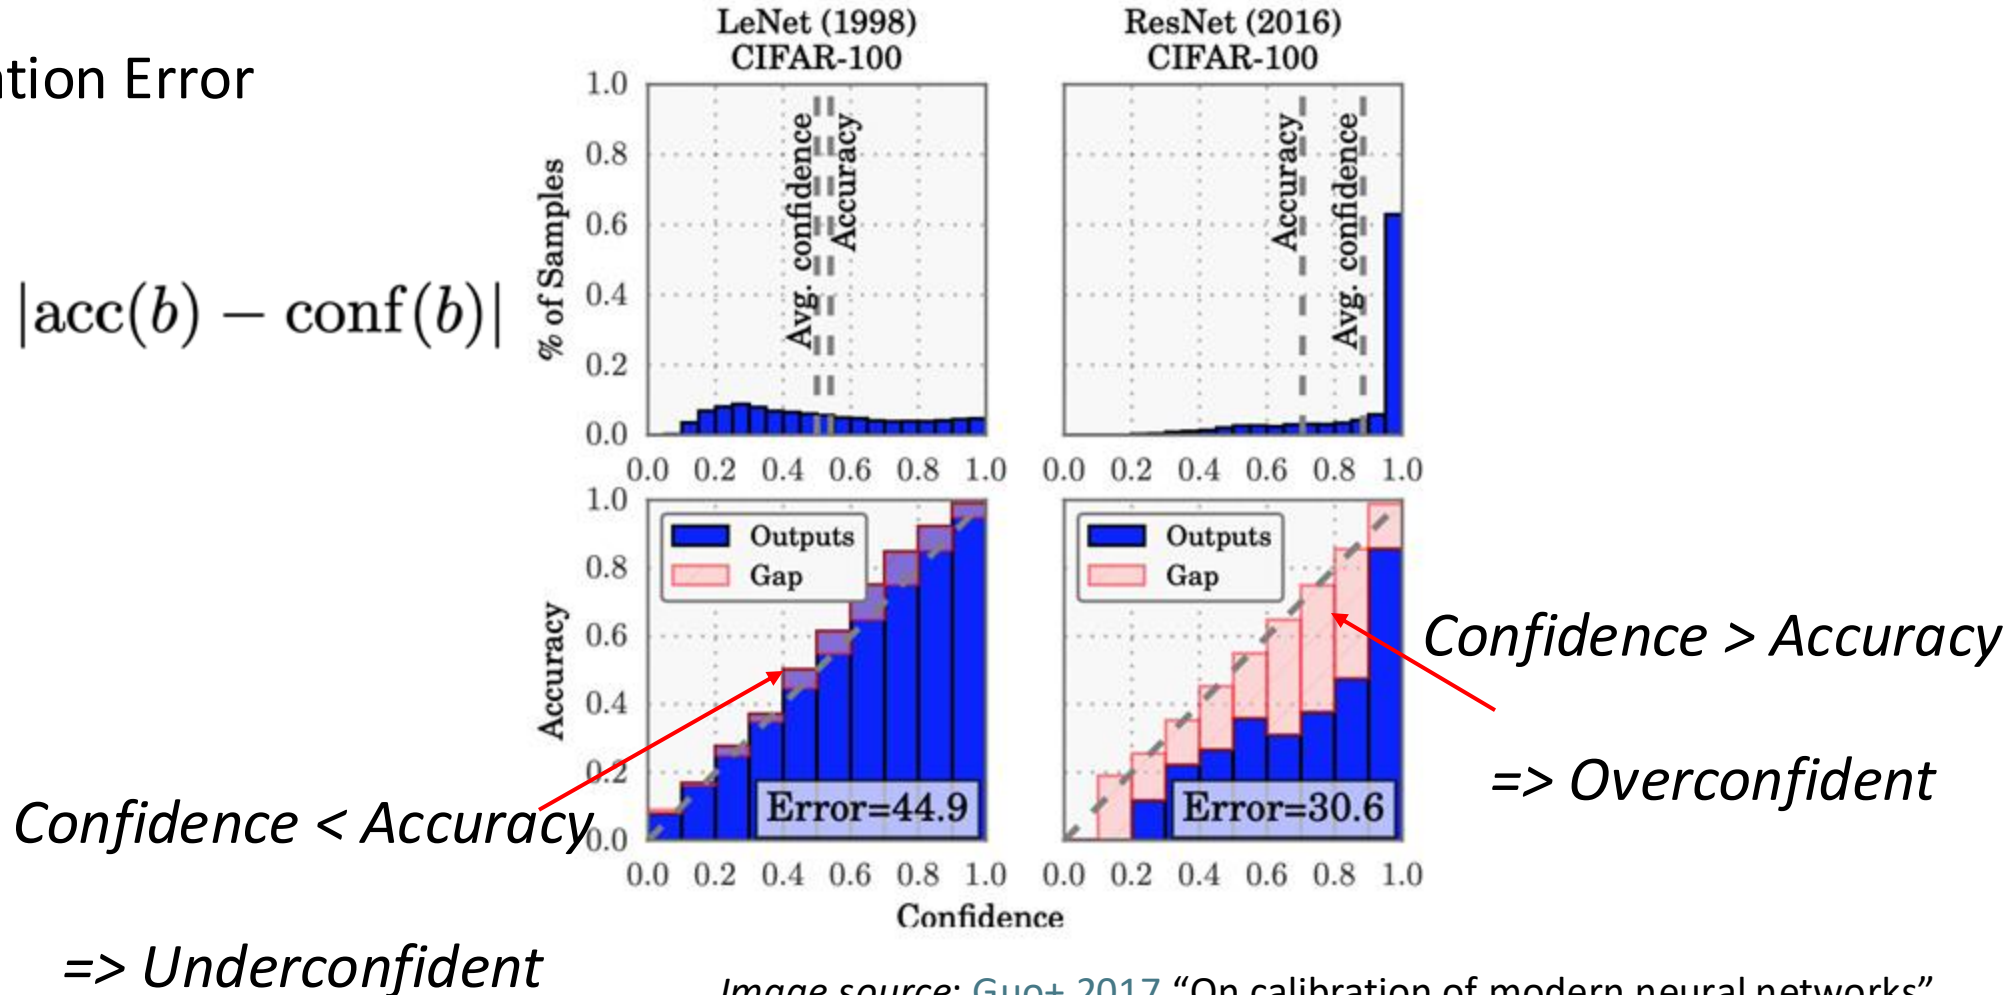 ation Error
|acc(b) − conf(b)|
LeNet (1998)
CIFAR-100
ResNet (2016)
CIFAR-100
% of Samples
1.0
0.8
0.6
0.4
0.2
0.0
Avg. confidence
Accuracy
Accuracy
Avg. confidence
0.0 0.2 0.4 0.6 0.8 1.0
0.0 0.2 0.4 0.6 0.8 1.0
Accuracy
1.0
0.8
0.6
0.4
0.2
0.0
Outputs
Gap
Error=44.9
Outputs
Gap
Error=30.6
0.0 0.2 0.4 0.6 0.8 1.0
0.0 0.2 0.4 0.6 0.8 1.0
Confidence
Confidence > Accuracy
=> Overconfident
Confidence < Accuracy
=> Underconfident
Image source: Guo+ 2017 “On calibration of modern neural networks”